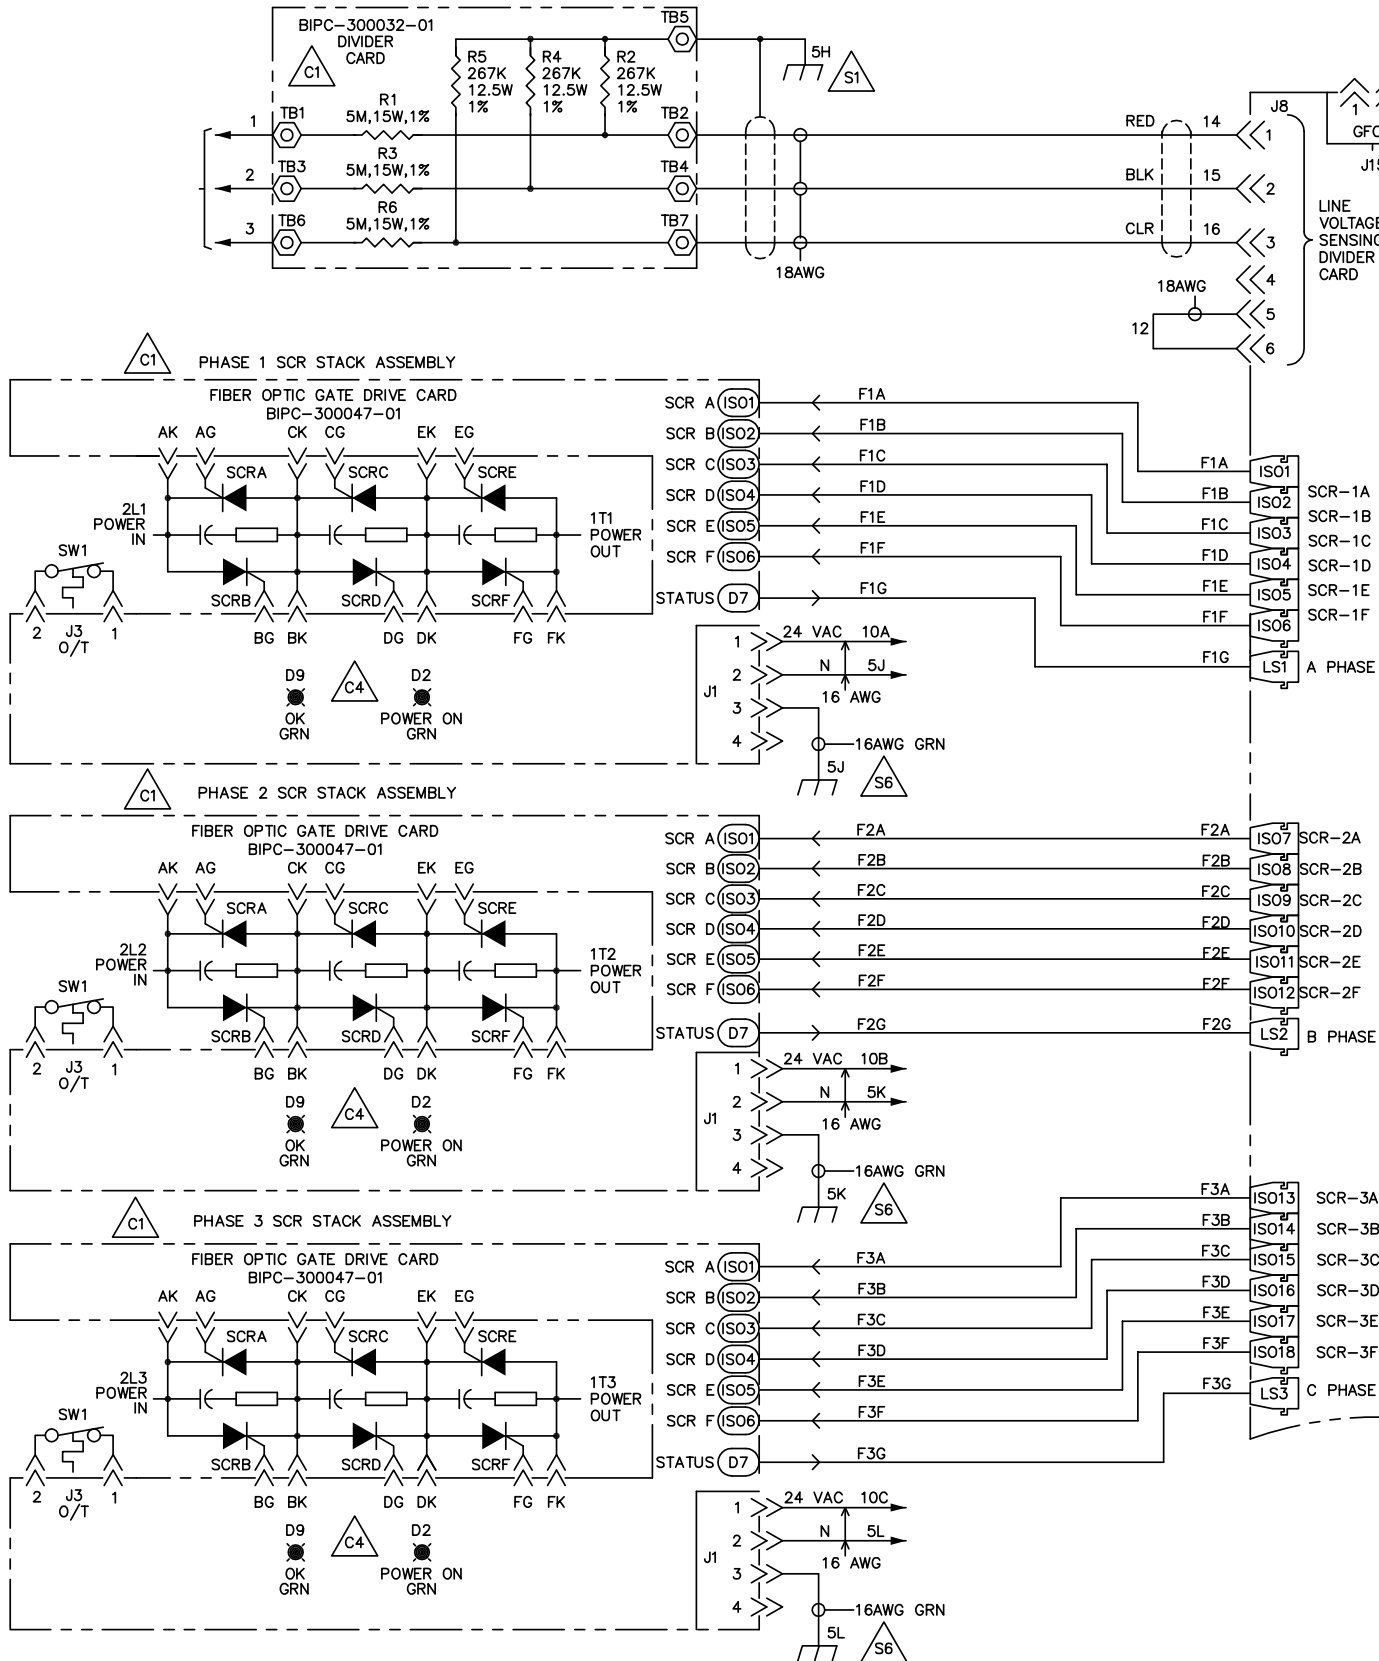 BIPC-300032-01
DIVIDER
CARD
C1
TB5
5H
S1
R5
267K
12.5W
1%
R4
267K
12.5W
1%
R2
267K
12.5W
1%
1
TB1
R1
5M,15W,1%
TB2
RED
14
J8
1
1
J15
2
TB3
R3
5M,15W,1%
TB4
BLK
15
2
3
TB6
R6
5M,15W,1%
TB7
CLR
16
3
18AWG
4
18AWG
5
12
6
LINE
DIVIDER
CARD
C1
PHASE 1 SCR STACK ASSEMBLY
FIBER OPTIC GATE DRIVE CARD
BIPC-300047-01
AK AG CK CG EK EG
SCRA SCRC SCRE
2L1
POWER
IN
1T1
POWER
OUT
SW1
SCRB SCRD SCRF
2 J3 1
O/T
BG BK DG DK FG FK
D9
OK
GRN
C4
D2
POWER ON
GRN
SCR A ISO1 F1A
SCR B ISO2 F1B
SCR C ISO3 F1C
SCR D ISO4 F1D
SCR E ISO5 F1E
SCR F ISO6 F1F
STATUS D7 F1G
F1A ISO1 SCR-1A
F1B ISO2 SCR-1B
F1C ISO3 SCR-1C
F1D ISO4 SCR-1D
F1E ISO5 SCR-1E
F1F ISO6 SCR-1F
F1G LS1 A PHASE
J1
1 24 VAC 10A
2 N 5J
16 AWG
3
4
16AWG GRN
5J
S6
C1
PHASE 2 SCR STACK ASSEMBLY
FIBER OPTIC GATE DRIVE CARD
BIPC-300047-01
AK AG CK CG EK EG
SCRA SCRC SCRE
2L2
POWER
IN
1T2
POWER
OUT
SW1
SCRB SCRD SCRF
2 J3 1
O/T
BG BK DG DK FG FK
D9
OK
GRN
C4
D2
POWER ON
GRN
SCR A ISO1 F2A F2A ISO7 SCR-2A
SCR B ISO2 F2B F2B ISO8 SCR-2B
SCR C ISO3 F2C F2C ISO9 SCR-2C
SCR D ISO4 F2D F2D ISO10 SCR-2D
SCR E ISO5 F2E F2E ISO11 SCR-2E
SCR F ISO6 F2F F2F ISO12 SCR-2F
STATUS D7 F2G F2G LS2 B PHASE
J1
1 24 VAC 10B
2 N 5K
16 AWG
3
4
16AWG GRN
5K
S6
C1
PHASE 3 SCR STACK ASSEMBLY
FIBER OPTIC GATE DRIVE CARD
BIPC-300047-01
AK AG CK CG EK EG
SCRA SCRC SCRE
2L3
POWER
IN
1T3
POWER
OUT
SW1
SCRB SCRD SCRF
2 J3 1
O/T
BG BK DG DK FG FK
D9
OK
GRN
C4
D2
POWER ON
GRN
SCR A ISO1 F3A
SCR B ISO2 F3B
SCR C ISO3 F3C
SCR D ISO4 F3D
SCR E ISO5 F3E
SCR F ISO6 F3F
STATUS D7 F3G
F3A ISO13 SCR-3A
F3B ISO14 SCR-3B
F3C ISO15 SCR-3C
F3D ISO16 SCR-3D
F3E ISO17 SCR-3E
F3F ISO18 SCR-3F
F3G LS3 C PHASE
J1
1 24 VAC 10C
2 N 5L
16 AWG
3
4
16AWG GRN
5L
S6